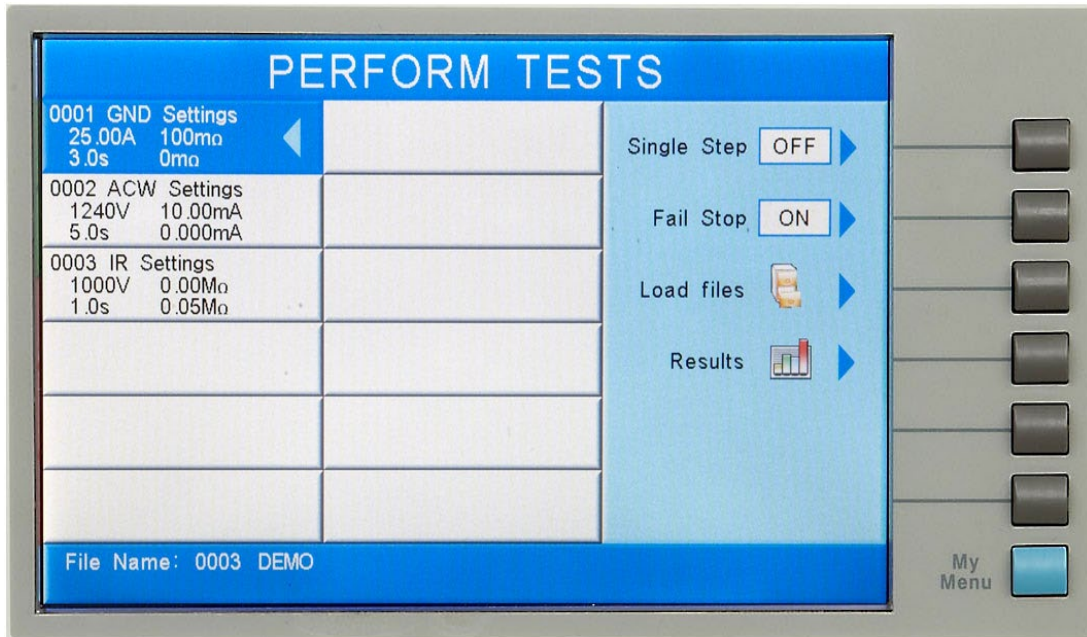 PERFORM TESTS
0001 GND Settings
25.00A 100mΩ
3.0s 0mΩ
0002 ACW Settings
1240V 10.00mA
5.0s 0.000mA
0003 IR Settings
1000V 0.00MΩ
1.0s 0.05MΩ
Single Step OFF
Fail Stop ON
Load files
Results
File Name: 0003 DEMO
My
Menu